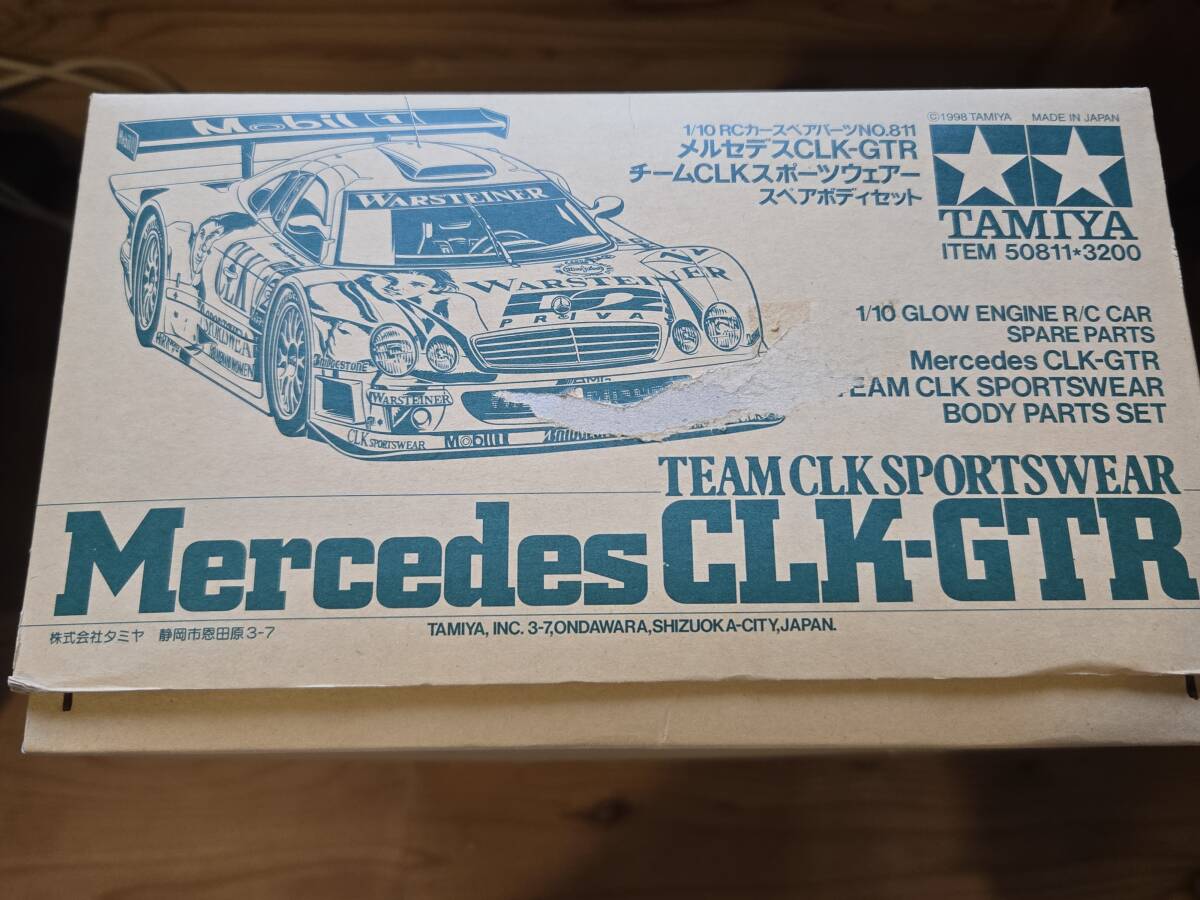 Mobil 1
WARSTEINER
WARSTEINER
PRIVA
BRIDGESTONE
WARSTEINER
AMG
CLK SPORTSWEAR
Mobil 1
1/10 RCカースペアパーツNO.811
メルセデスCLK-GTR
チームCLKスポーツウェアー
スペアボディセット
©1998 TAMIYA MADE IN JAPAN
TAMIYA
ITEM 50811*3200
1/10 GLOW ENGINE R/C CAR
SPARE PARTS
Mercedes CLK-GTR
TEAM CLK SPORTSWEAR
BODY PARTS SET
TEAM CLK SPORTSWEAR
Mercedes CLK-GTR
株式会社タミヤ 静岡市恩田原3-7
TAMIYA, INC. 3-7,ONDAWARA,SHIZUOKA-CITY,JAPAN.